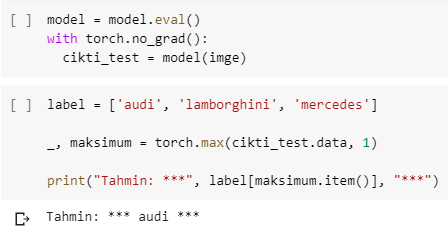 [ ] model = model.eval()
with torch.no_grad():
cikti_test = model(imge)
[ ] label = ['audi', 'lamborghini', 'mercedes']
_, maksimum = torch.max(cikti_test.data, 1)
print("Tahmin: ***", label[maksimum.item()], "***")
Tahmin: *** audi ***